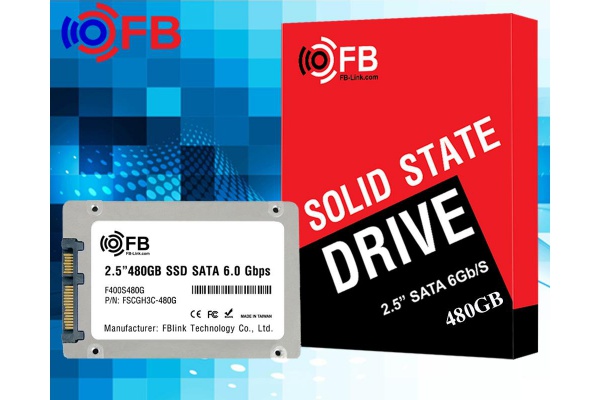 FB
FB
FB-Link.com
SOLID STATE
DRIVE
2.5" SATA 6Gb/S
480GB
FB
FB-Link.com
2.5”480GB SSD SATA 6.0 Gbps
F400S480G
P/N: FSCGH3C-480G
CE FC MADE IN TAIWAN
Manufacturer: FBlink Technology Co., Ltd.